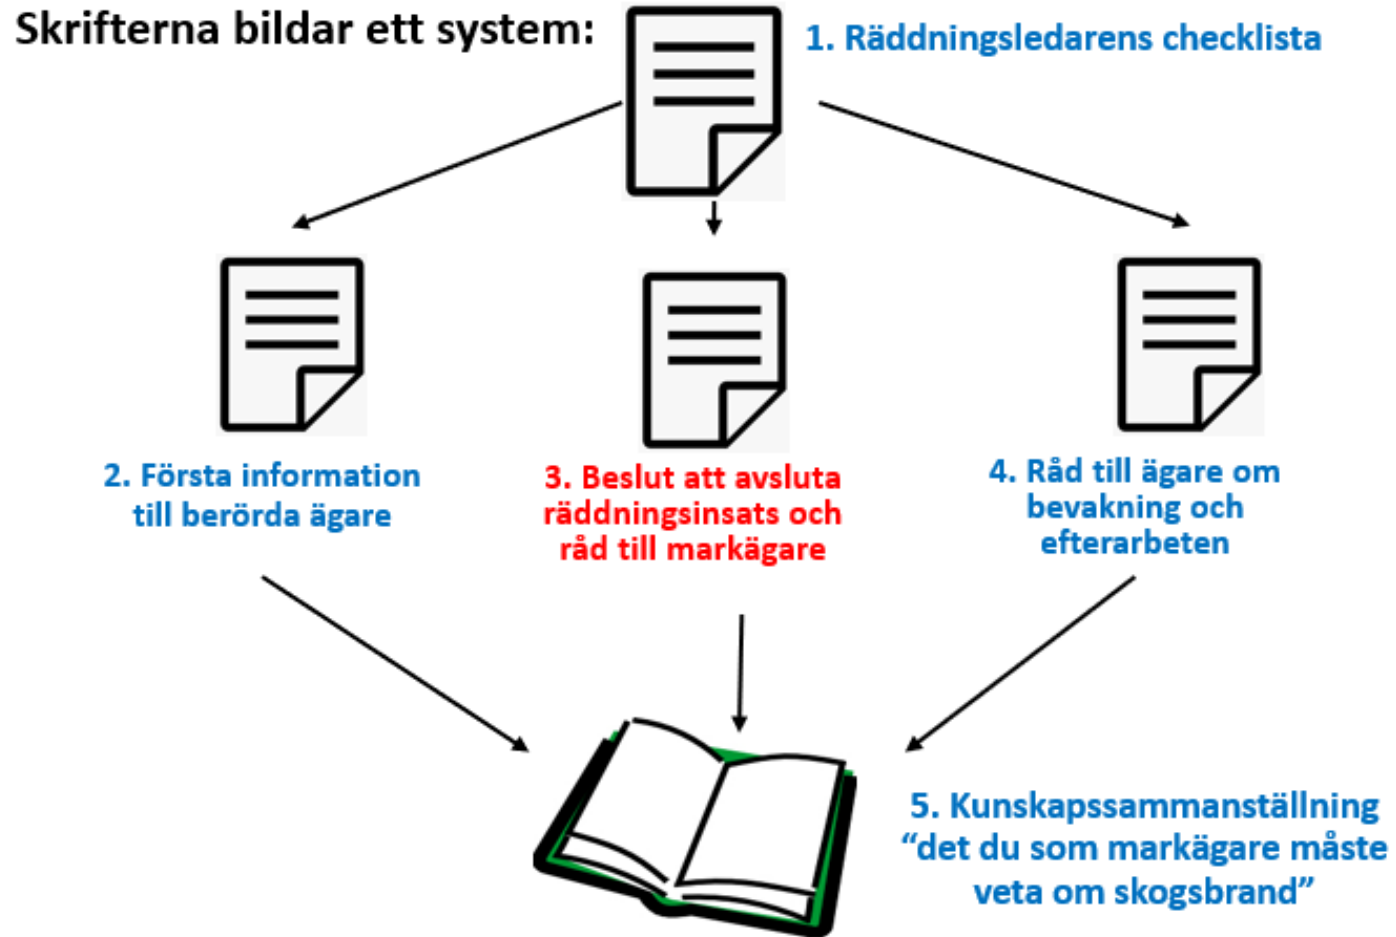 Skrifterna bildar ett system:
1. Räddningsledarens checklista
2. Första information
till berörda ägare
3. Beslut att avsluta
räddningsinsats och
råd till markägare
4. Råd till ägare om
bevakning och
efterarbeten
5. Kunskapssammanställning
“det du som markägare måste
veta om skogsbrand”